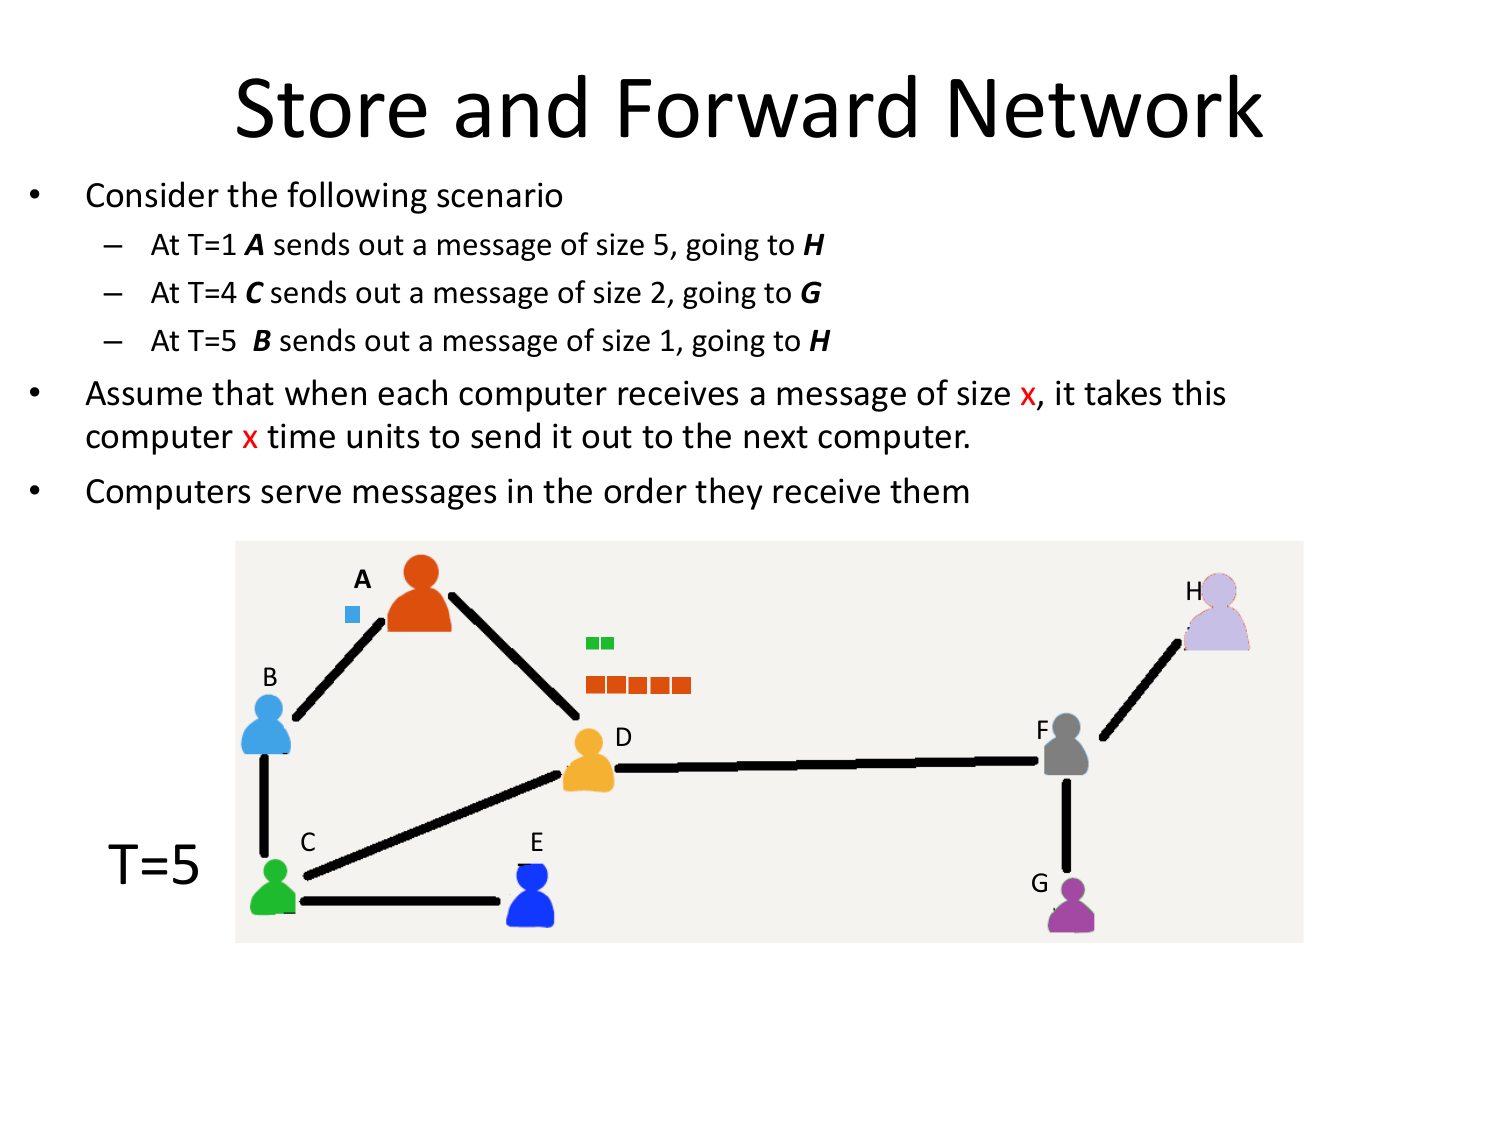 Store and Forward Network
• Consider the following scenario
– At T=1 A sends out a message of size 5, going to H
– At T=4 C sends out a message of size 2, going to G
– At T=5 B sends out a message of size 1, going to H
• Assume that when each computer receives a message of size x, it takes this
computer x time units to send it out to the next computer.
• Computers serve messages in the order they receive them
A
H
B
F
D
C
E
T=5
G